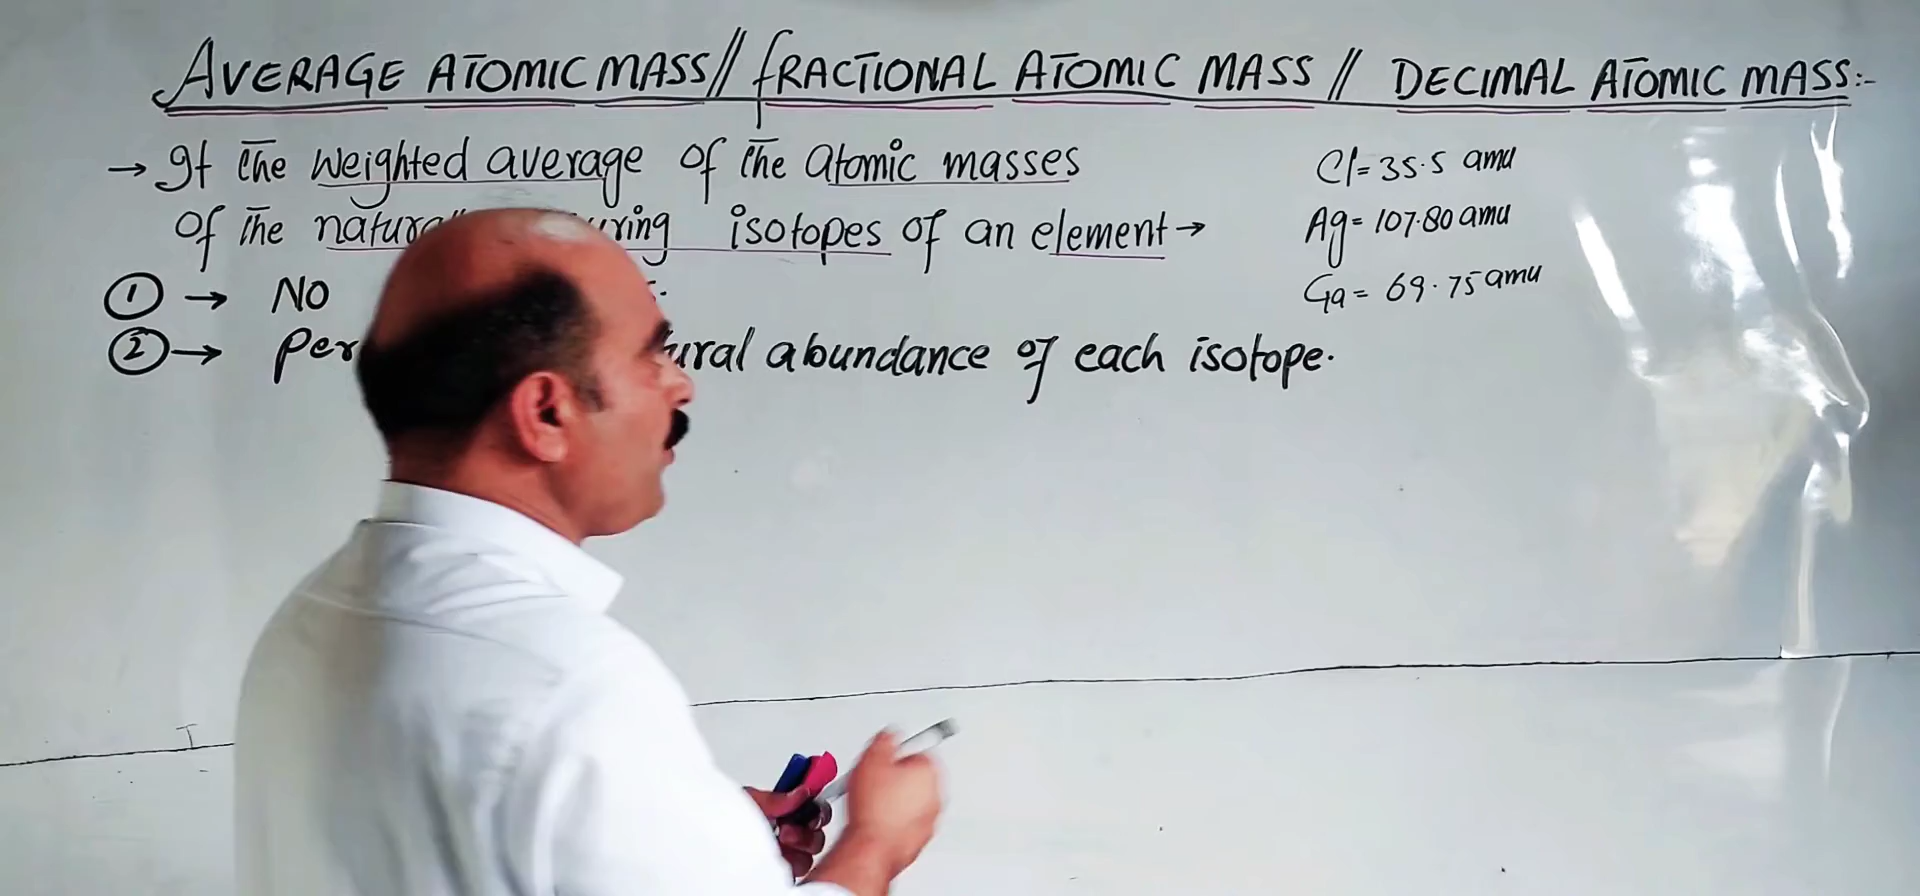 AVERAGE ATOMIC MASS// fRACTIONAL ATOMIC MASS // DECIMAL ATOMIC MASS:-
→ It the weighted average of the atomic masses
of the isotopes of an element →
① → NO
② → abundance of each isotope.
Cl = 35.5 amu
Ag = 107.80 amu
Ga = 69.75 amu